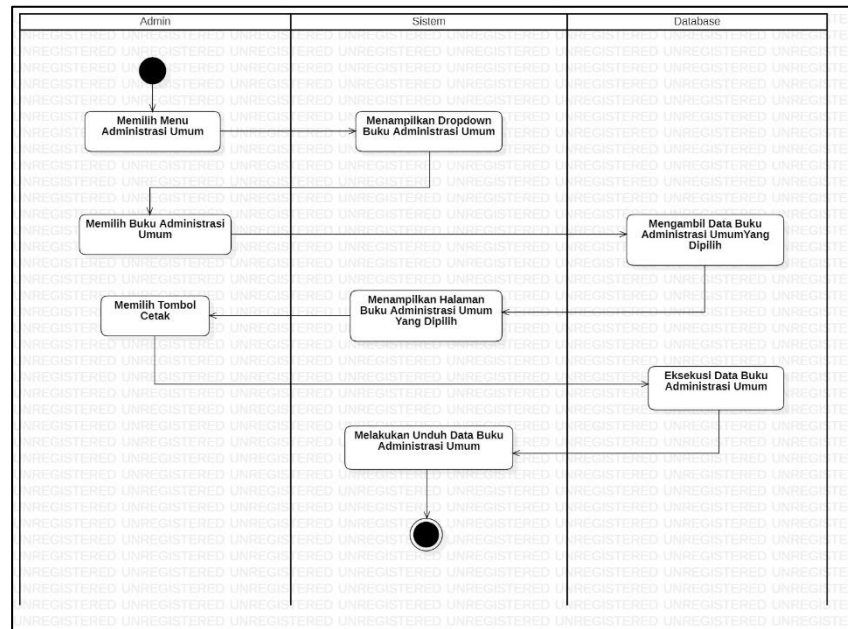 Admin
Sistem
Database
Memilih Menu
Administrasi Umum
Menampilkan Dropdown
Buku Administrasi Umum
Memilih Buku Administrasi
Umum
Mengambil Data Buku
Administrasi UmumYang
Dipilih
Menampilkan Halaman
Buku Administrasi Umum
Yang Dipilih
Memilih Tombol
Cetak
Eksekusi Data Buku
Administrasi Umum
Melakukan Unduh Data Buku
Administrasi Umum
UNREGISTERED